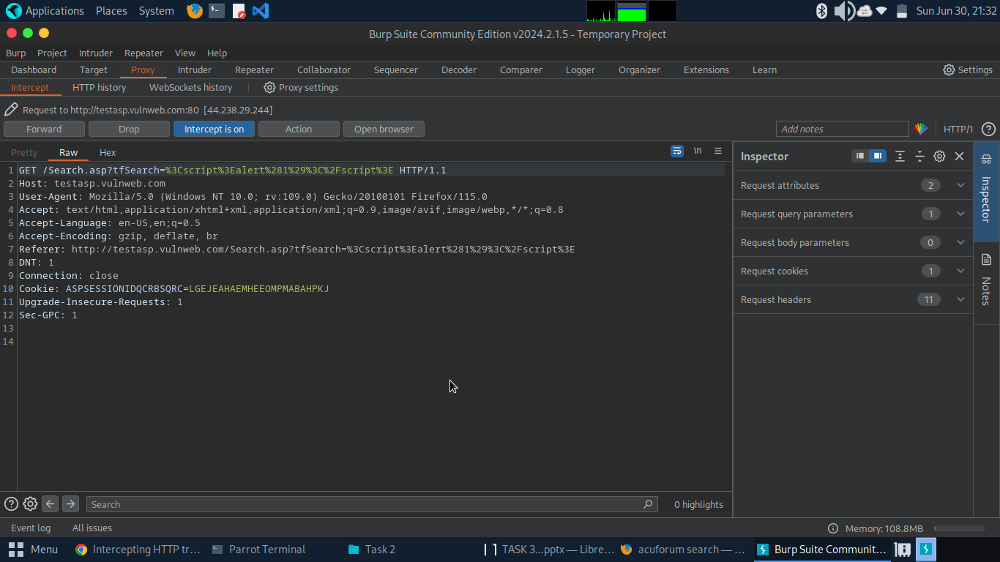 Applications Places System Sun Jun 30, 21:32
Burp Suite Community Edition v2024.2.1.5 - Temporary Project
Burp Project Intruder Repeater View Help
Dashboard Target Proxy Intruder Repeater Collaborator Sequencer Decoder Comparer Logger Organizer Extensions Learn Settings
Intercept HTTP history WebSockets history Proxy settings
Request to http://testasp.vulnweb.com:80 [44.238.29.244]
Forward Drop Intercept is on Action Open browser Add notes HTTP/1 ?
Pretty Raw Hex \n
1 GET /Search.asp?tfSearch=%3Cscript%3Ealert%281%29%3C%2Fscript%3E HTTP/1.1
2 Host: testasp.vulnweb.com
3 User-Agent: Mozilla/5.0 (Windows NT 10.0; rv:109.0) Gecko/20100101 Firefox/115.0
4 Accept: text/html,application/xhtml+xml,application/xml;q=0.9,image/avif,image/webp,*/*;q=0.8
5 Accept-Language: en-US,en;q=0.5
6 Accept-Encoding: gzip, deflate, br
7 Referer: http://testasp.vulnweb.com/Search.asp?tfSearch=%3Cscript%3Ealert%281%29%3C%2Fscript%3E
8 DNT: 1
9 Connection: close
10 Cookie: ASPSESSIONIDQCRBSQRC=LGEJEAHAEMHEEOMPMABAHPKJ
11 Upgrade-Insecure-Requests: 1
12 Sec-GPC: 1
13
14
Inspector
Request attributes 2
Request query parameters 1
Request body parameters 0
Request cookies 1
Request headers 11
Inspector
Notes
? Search 0 highlights
Event log All issues Memory: 108.8MB
Menu Intercepting HTTP tr... Parrot Terminal Task 2 TASK 3...pptx — Libre... acuforum search — ... Burp Suite Communit...